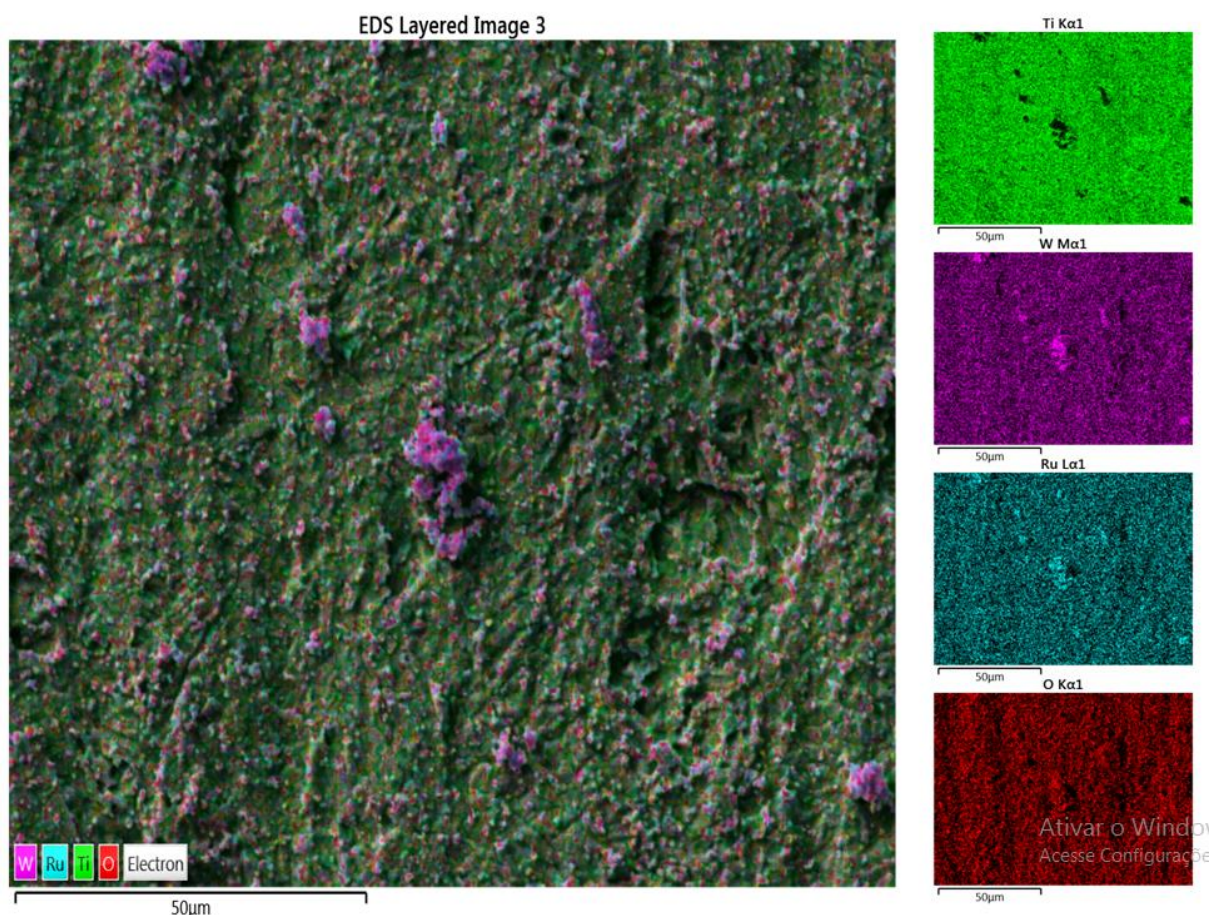 EDS Layered Image 3
W Ru Ti O Electron
50μm
Ti Kα1
50μm
W Mα1
50μm
Ru Lα1
50μm
O Kα1
Ativar o Window
Acesse Configuraçõe
50μm